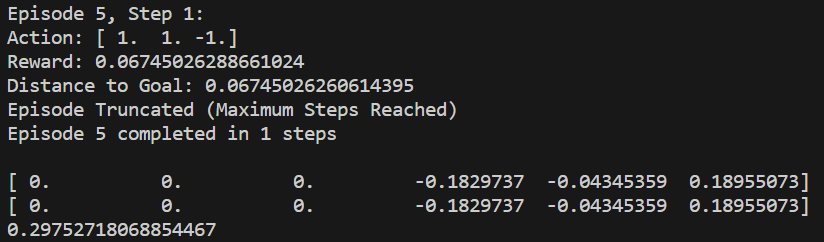 Episode 5, Step 1:
Action: [ 1.  1. -1.]
Reward: 0.06745026288661024
Distance to Goal: 0.06745026260614395
Episode Truncated (Maximum Steps Reached)
Episode 5 completed in 1 steps
[ 0.          0.          0.         -0.1829737  -0.04345359  0.18955073]
[ 0.          0.          0.         -0.1829737  -0.04345359  0.18955073]
0.29752718068854467